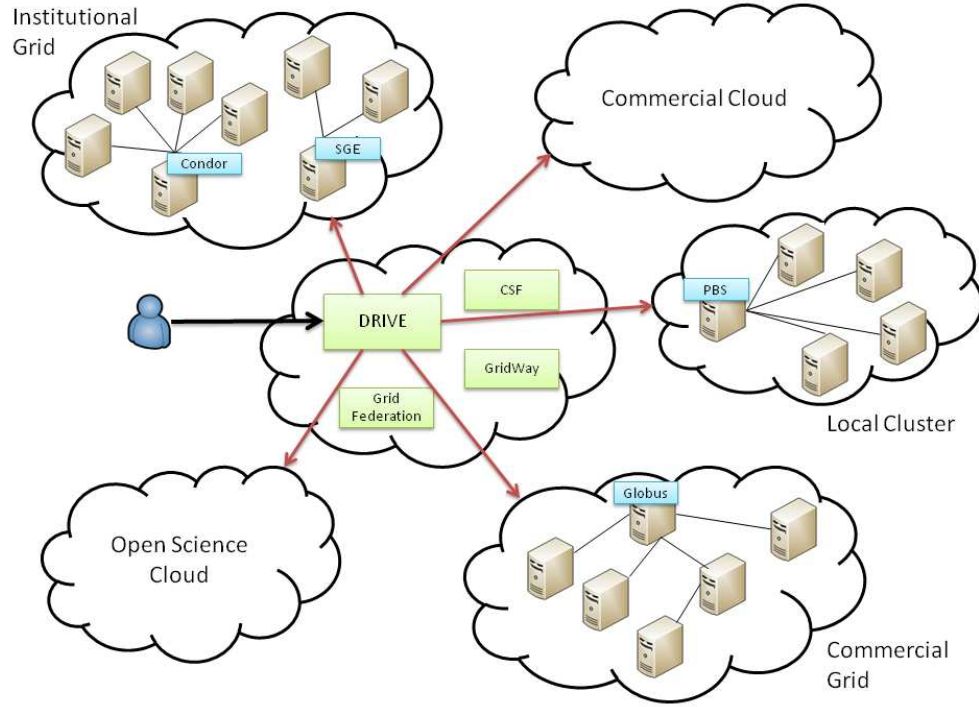 Institutional
Grid
Commercial Cloud
SGE
Condor
CSF
PBS
DRIVE
GridWay
Grid
Federation
Local Cluster
Globus
Open Science
Cloud
Commercial
Grid